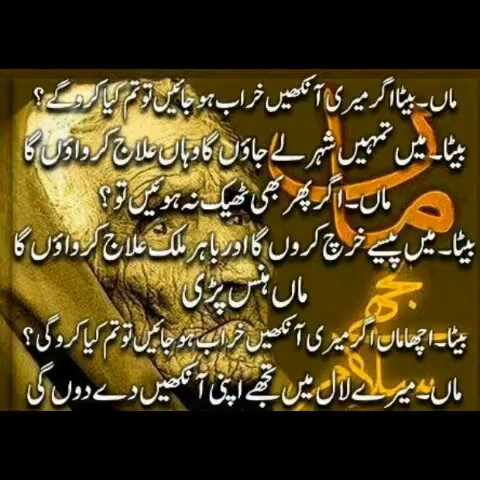 ماں۔بیٹا اگر میری آنکھیں خراب ہو جائیں تو تم کیا کرو گے؟
بیٹا۔میں تمہیں شہر لے جاؤں گا وہاں علاج کرواؤں گا
ماں۔اگر پھر بھی ٹھیک نہ ہوئیں تو؟
بیٹا۔میں پیسے خرچ کروں گا اور باہر ملک علاج کرواؤں گا
ماں ہنس پڑی
بیٹا۔اچھا ماں اگر میری آنکھیں خراب ہو جائیں تو تم کیا کرو گی؟
ماں۔میرے لال میں تجھے اپنی آنکھیں دے دوں گی
ماں
تجھے
سلام